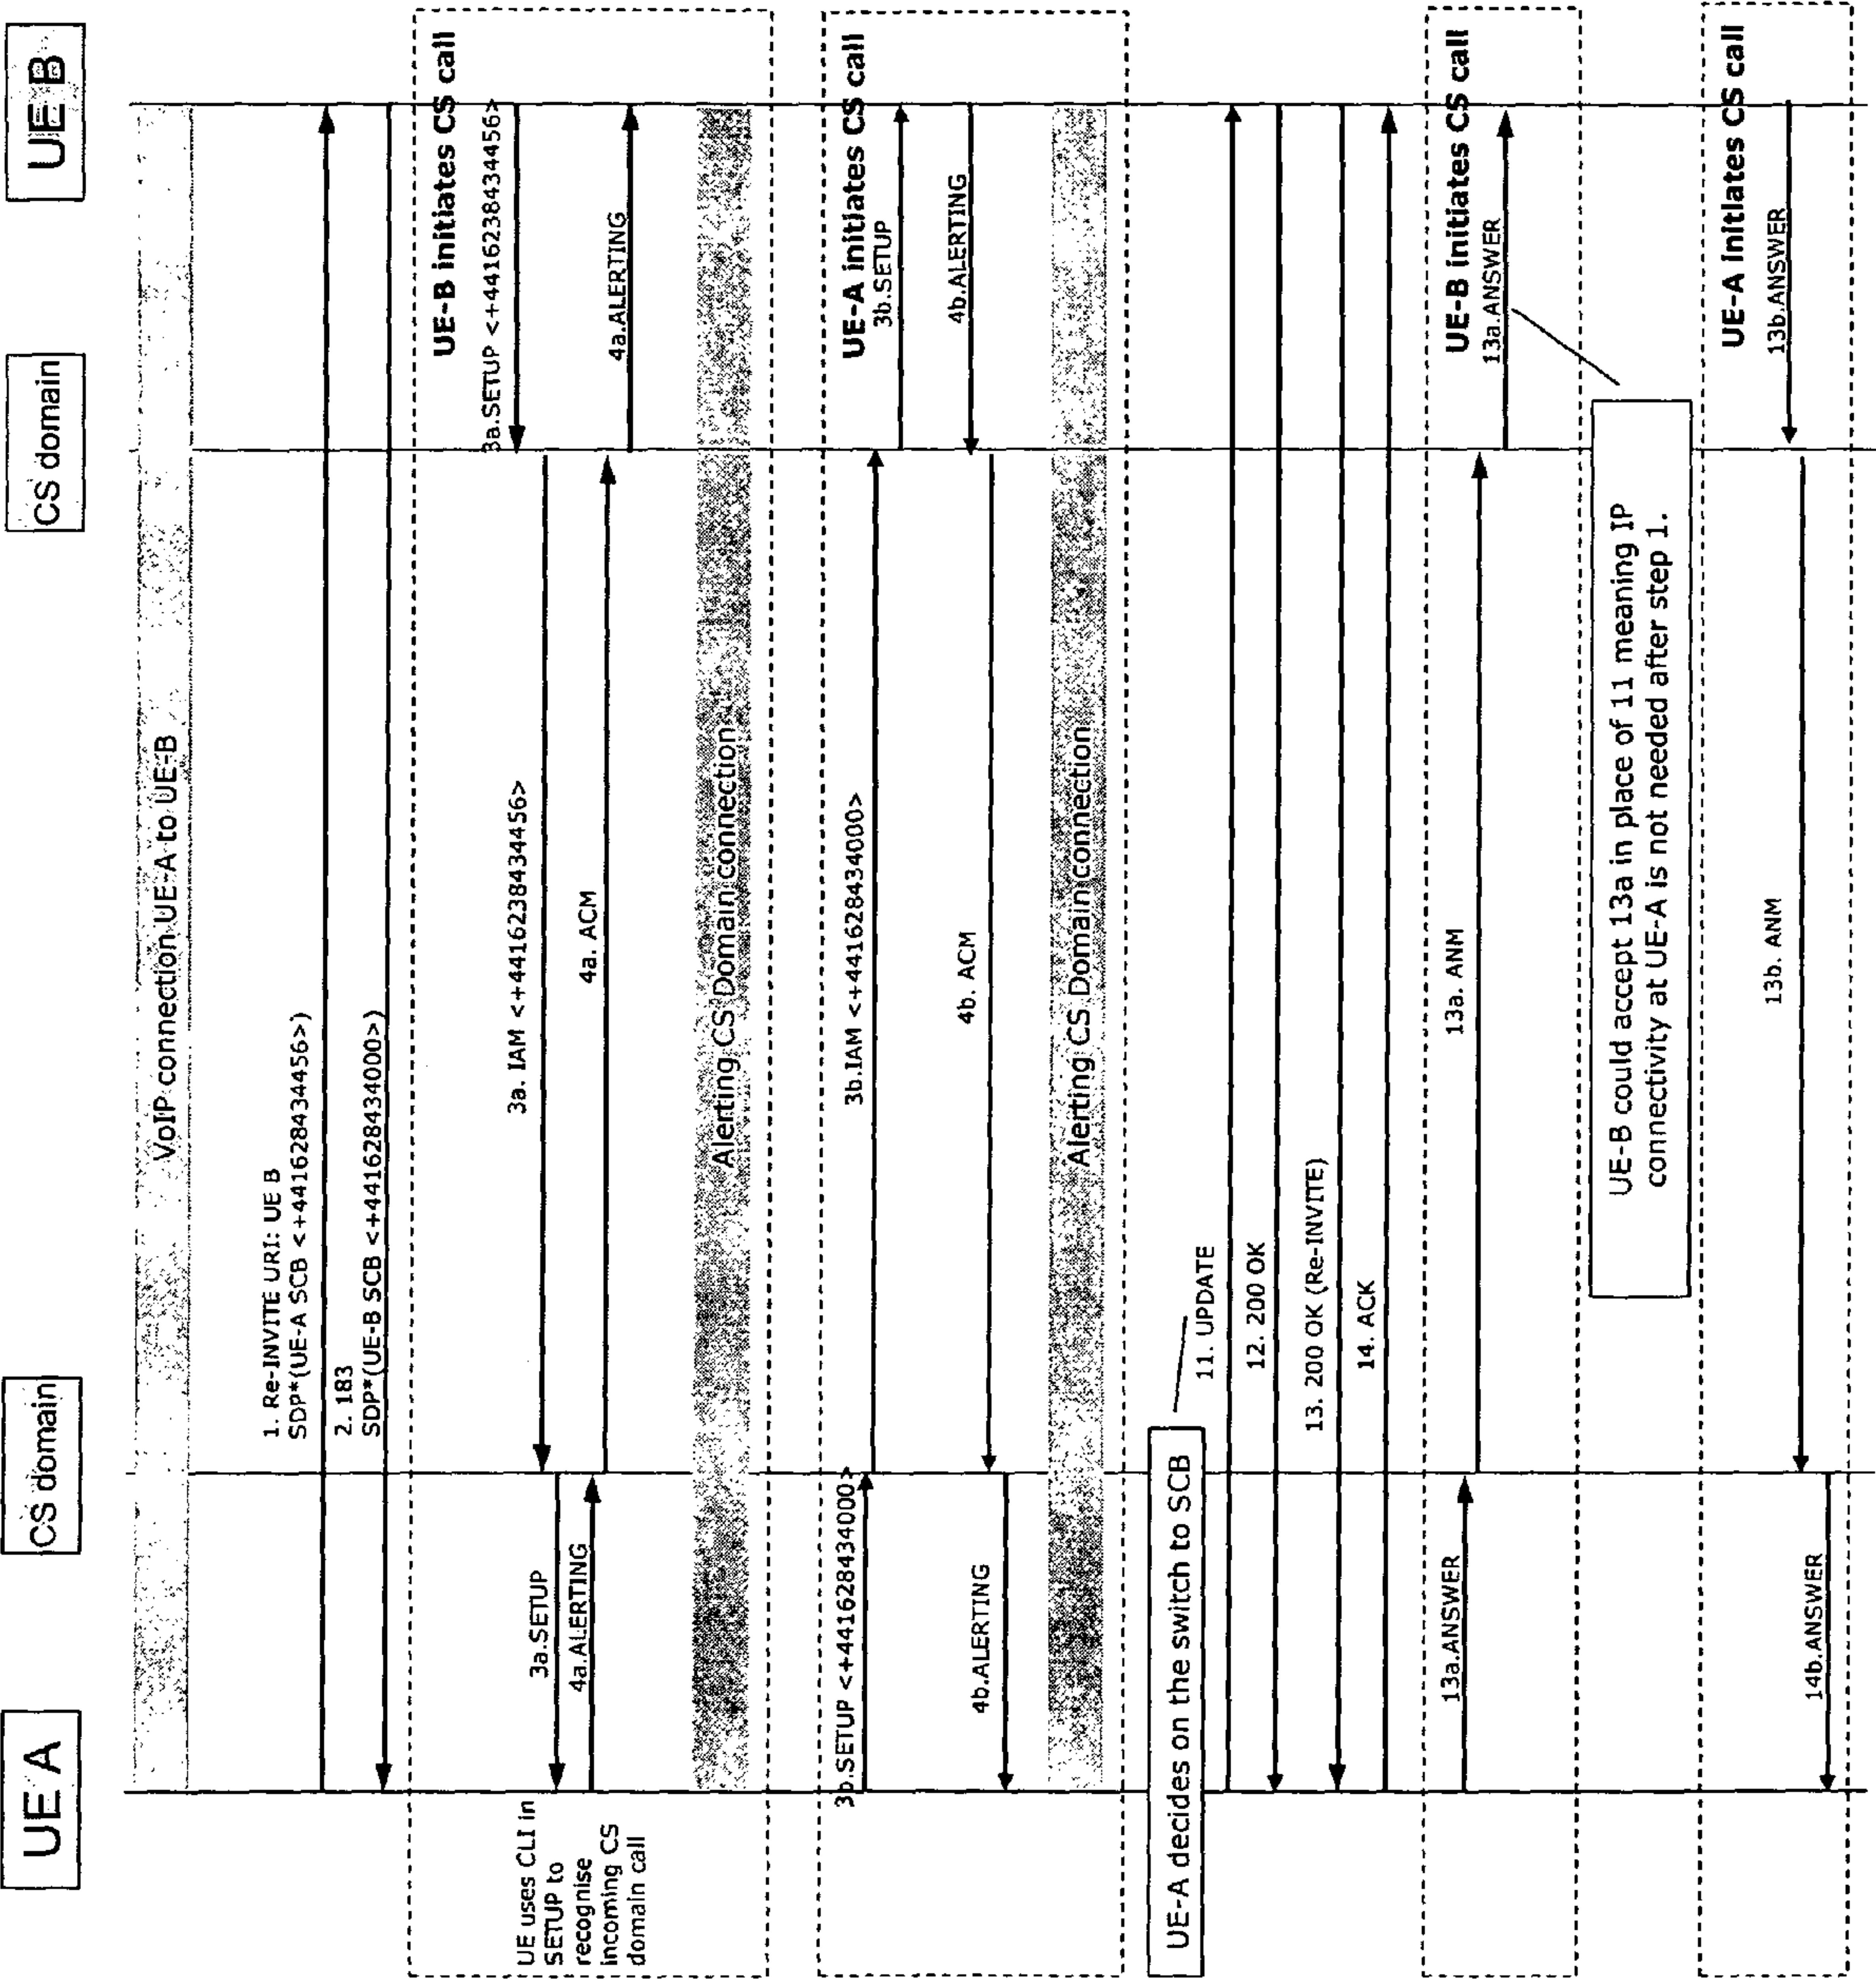 UE A
CS domain
CS domain
UE B
VoIP connection UE-A to UE-B
1. Re-INVITE URI: UE B
SDP*(UE-A SCB <+441628434456>)
2. 183
SDP*(UE-B SCB <+441628434000>)
UE-B initiates CS call
3a.SETUP <+4416238434456>
3a. IAM <+4416238434456>
3a.SETUP
4a.ALERTING
4a. ACM
4a.ALERTING
UE uses CLI in
SETUP to
recognise
incoming CS
domain call
Alerting CS Domain connection
UE-A initiates CS call
3b.SETUP <+441628434000>
3b.IAM <+441628434000>
3b.SETUP
4b.ALERTING
4b. ACM
4b.ALERTING
Alerting CS Domain connection
UE-A decides on the switch to SCB
11. UPDATE
12. 200 OK
13. 200 OK (Re-INVITE)
14. ACK
UE-B initiates CS call
13a.ANSWER
13a. ANM
13a.ANSWER
UE-B could accept 13a in place of 11 meaning IP
connectivity at UE-A is not needed after step 1.
UE-A initiates CS call
13b.ANSWER
13b. ANM
14b.ANSWER